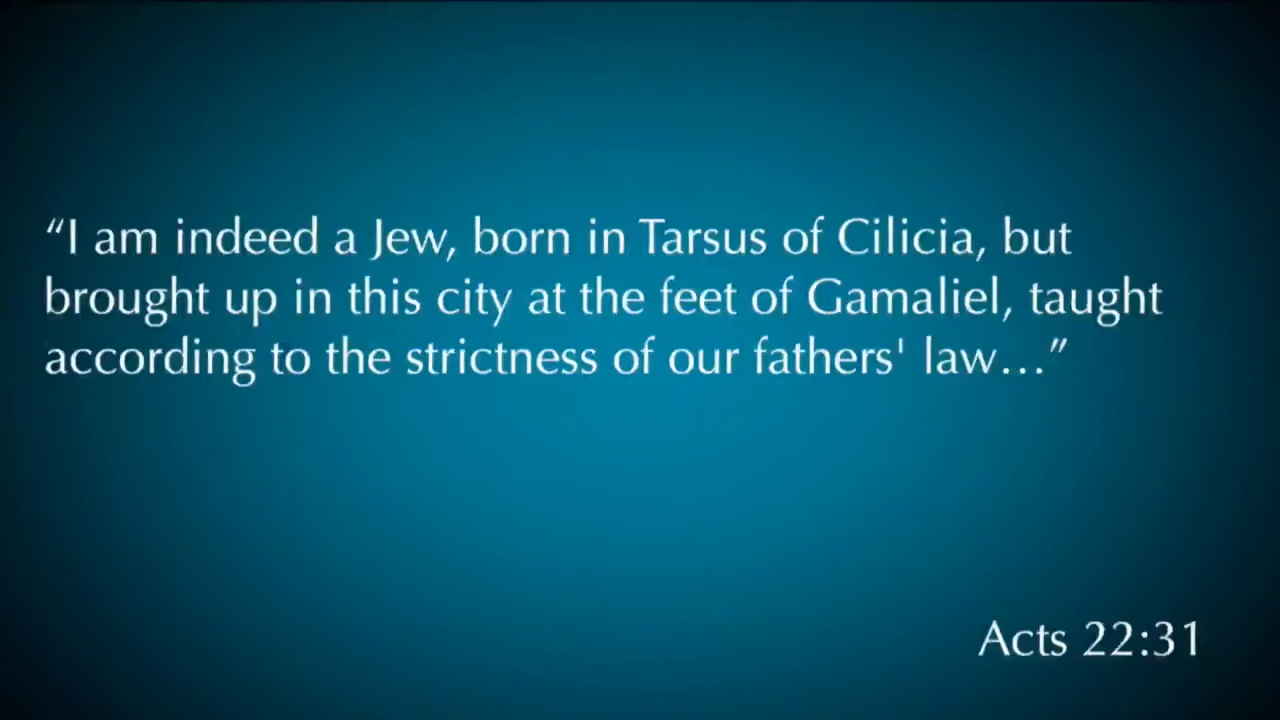 “I am indeed a Jew, born in Tarsus of Cilicia, but
brought up in this city at the feet of Gamaliel, taught
according to the strictness of our fathers' law…”
Acts 22:31